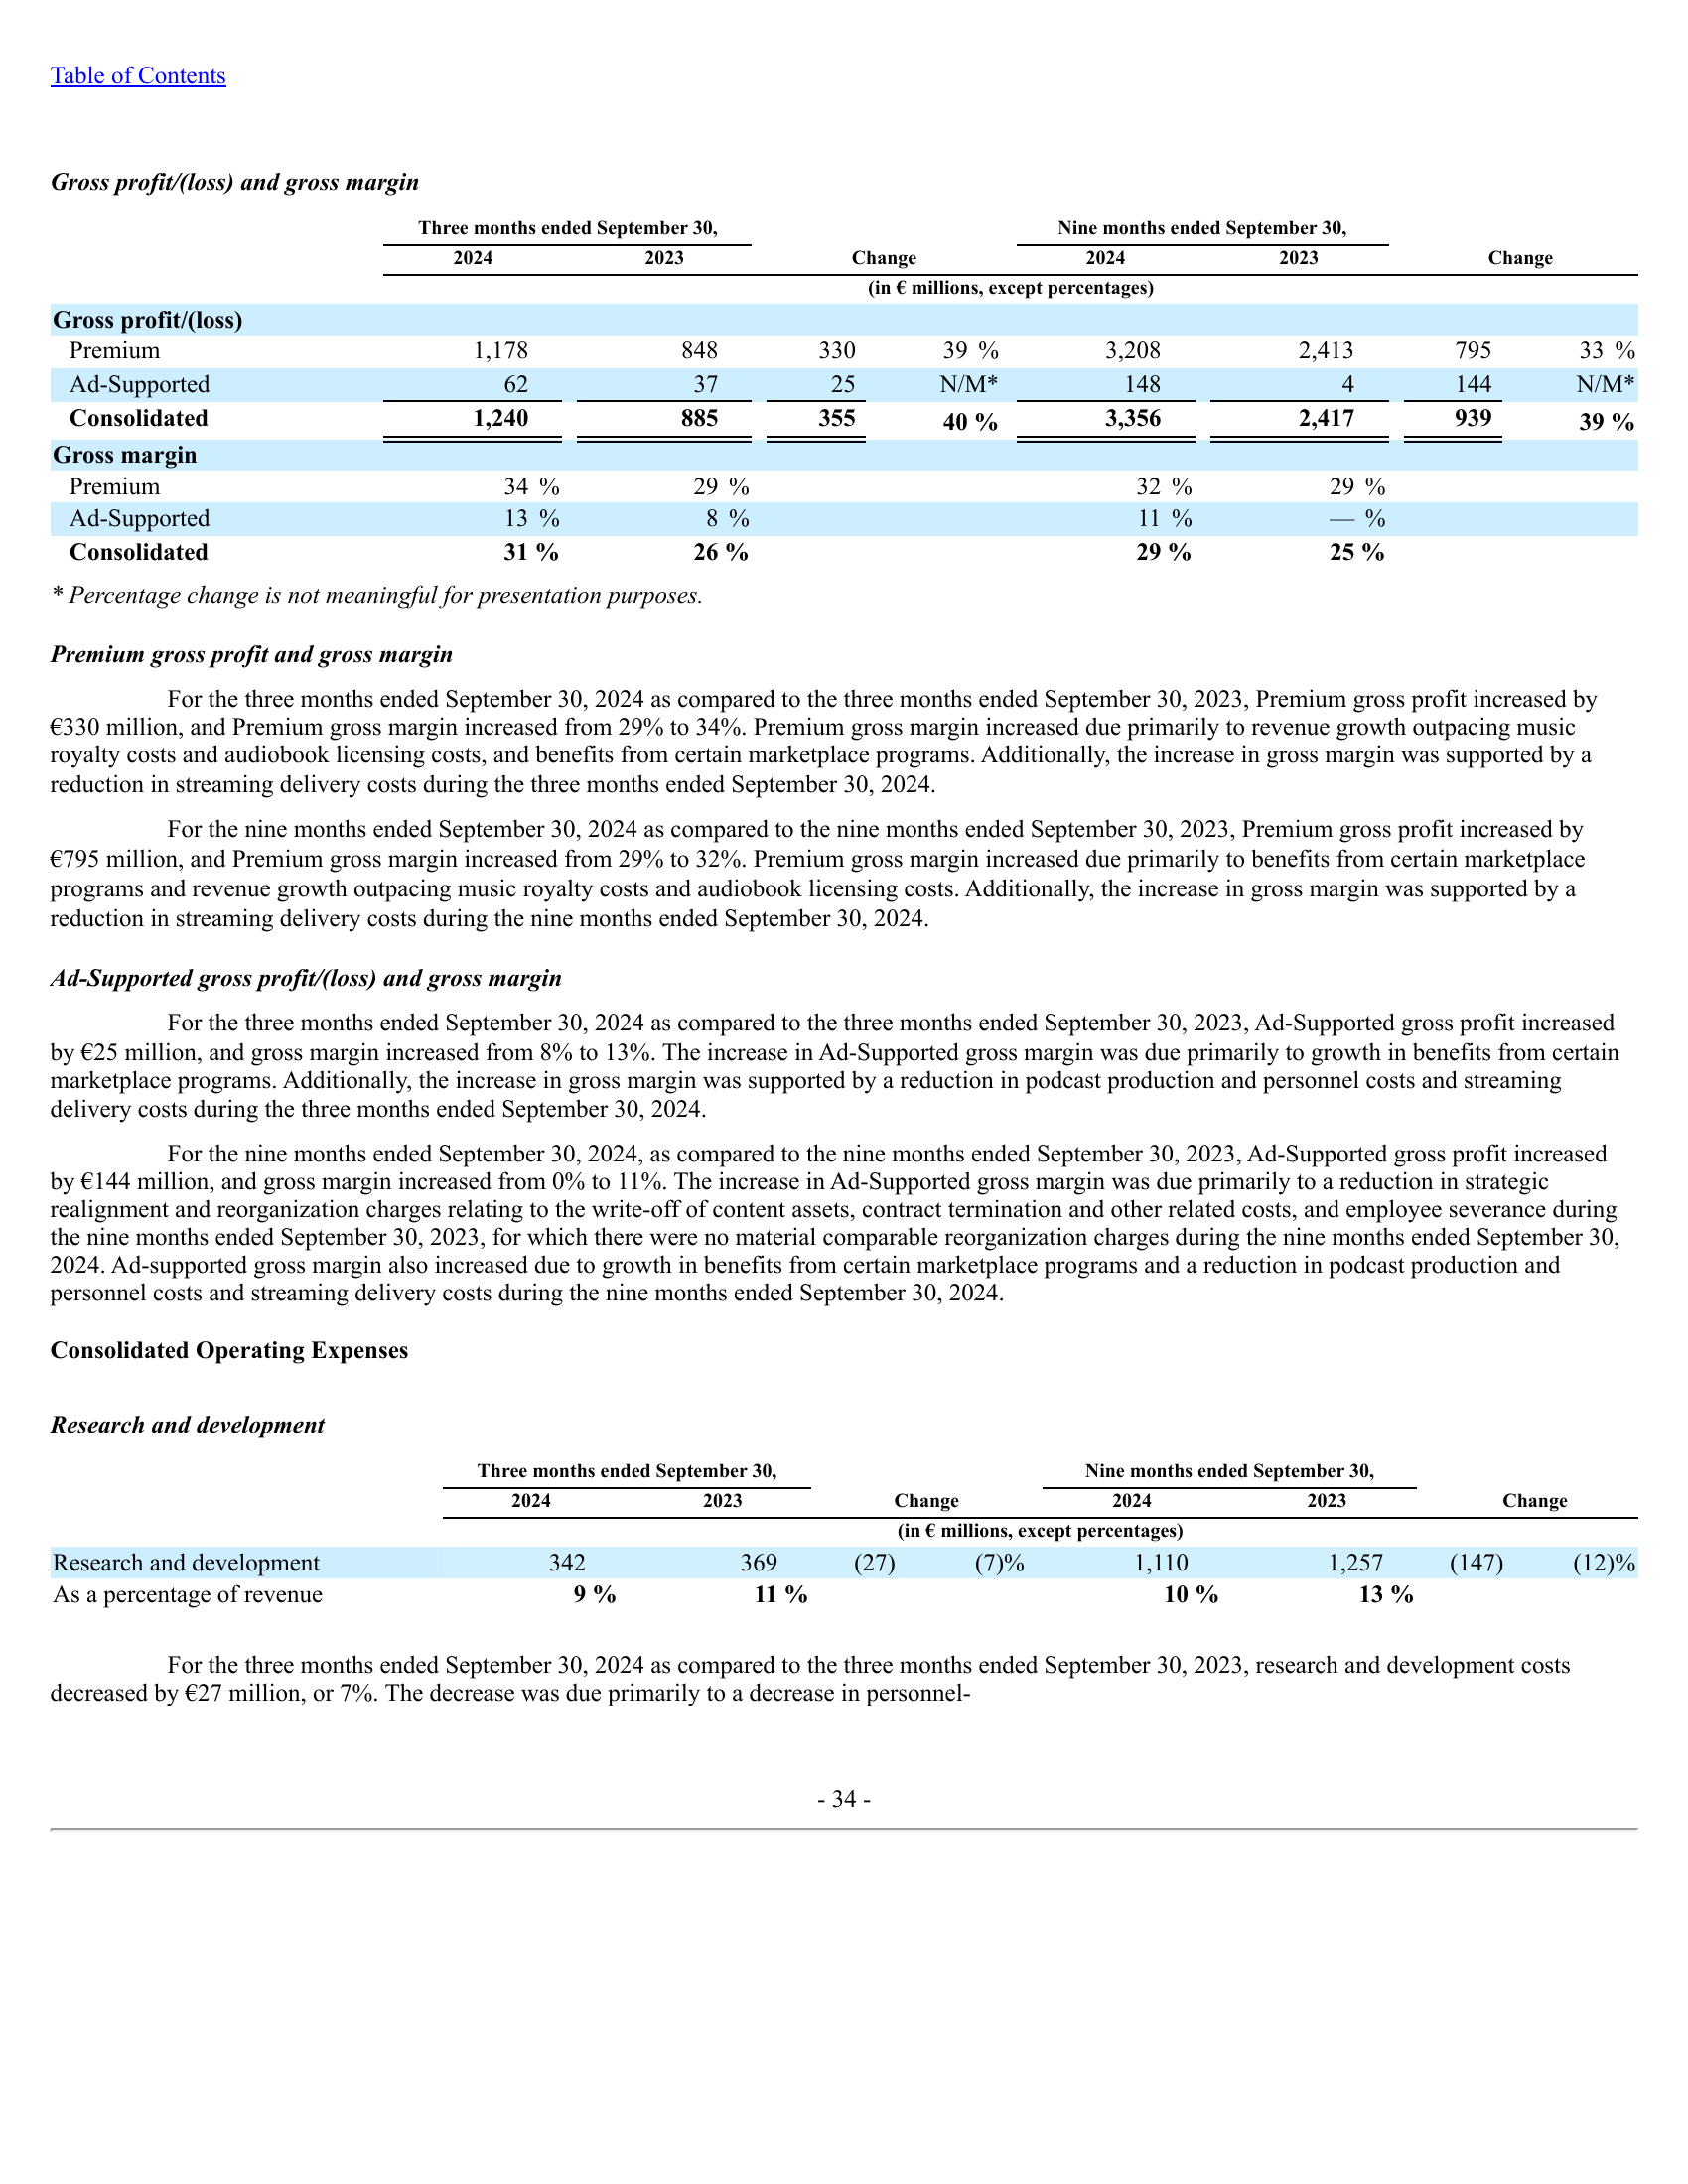 Table of Contents
Gross profit/(loss) and gross margin
Three months ended September 30, Nine months ended September 30,
2024 2023 Change 2024 2023 Change
(in € millions, except percentages)
Gross profit/(loss)
Premium 1,178 848 330 39 % 3,208 2,413 795 33 %
Ad-Supported 62 37 25 N/M* 148 4 144 N/M*
Consolidated 1,240 885 355 40 % 3,356 2,417 939 39 %
Gross margin
Premium 34 % 29 % 32 % 29 %
Ad-Supported 13 % 8 % 11 % — %
Consolidated 31 % 26 % 29 % 25 %
* Percentage change is not meaningful for presentation purposes.
Premium gross profit and gross margin
For the three months ended September 30, 2024 as compared to the three months ended September 30, 2023, Premium gross profit increased by
€330 million, and Premium gross margin increased from 29% to 34%. Premium gross margin increased due primarily to revenue growth outpacing music
royalty costs and audiobook licensing costs, and benefits from certain marketplace programs. Additionally, the increase in gross margin was supported by a
reduction in streaming delivery costs during the three months ended September 30, 2024.
For the nine months ended September 30, 2024 as compared to the nine months ended September 30, 2023, Premium gross profit increased by
€795 million, and Premium gross margin increased from 29% to 32%. Premium gross margin increased due primarily to benefits from certain marketplace
programs and revenue growth outpacing music royalty costs and audiobook licensing costs. Additionally, the increase in gross margin was supported by a
reduction in streaming delivery costs during the nine months ended September 30, 2024.
Ad-Supported gross profit/(loss) and gross margin
For the three months ended September 30, 2024 as compared to the three months ended September 30, 2023, Ad-Supported gross profit increased
by €25 million, and gross margin increased from 8% to 13%. The increase in Ad-Supported gross margin was due primarily to growth in benefits from certain
marketplace programs. Additionally, the increase in gross margin was supported by a reduction in podcast production and personnel costs and streaming
delivery costs during the three months ended September 30, 2024.
For the nine months ended September 30, 2024, as compared to the nine months ended September 30, 2023, Ad-Supported gross profit increased
by €144 million, and gross margin increased from 0% to 11%. The increase in Ad-Supported gross margin was due primarily to a reduction in strategic
realignment and reorganization charges relating to the write-off of content assets, contract termination and other related costs, and employee severance during
the nine months ended September 30, 2023, for which there were no material comparable reorganization charges during the nine months ended September 30,
2024. Ad-supported gross margin also increased due to growth in benefits from certain marketplace programs and a reduction in podcast production and
personnel costs and streaming delivery costs during the nine months ended September 30, 2024.
Consolidated Operating Expenses
Research and development
Three months ended September 30, Nine months ended September 30,
2024 2023 Change 2024 2023 Change
(in € millions, except percentages)
Research and development 342 369 (27) (7)% 1,110 1,257 (147) (12)%
As a percentage of revenue 9 % 11 % 10 % 13 %
For the three months ended September 30, 2024 as compared to the three months ended September 30, 2023, research and development costs
decreased by €27 million, or 7%. The decrease was due primarily to a decrease in personnel-
- 34 -